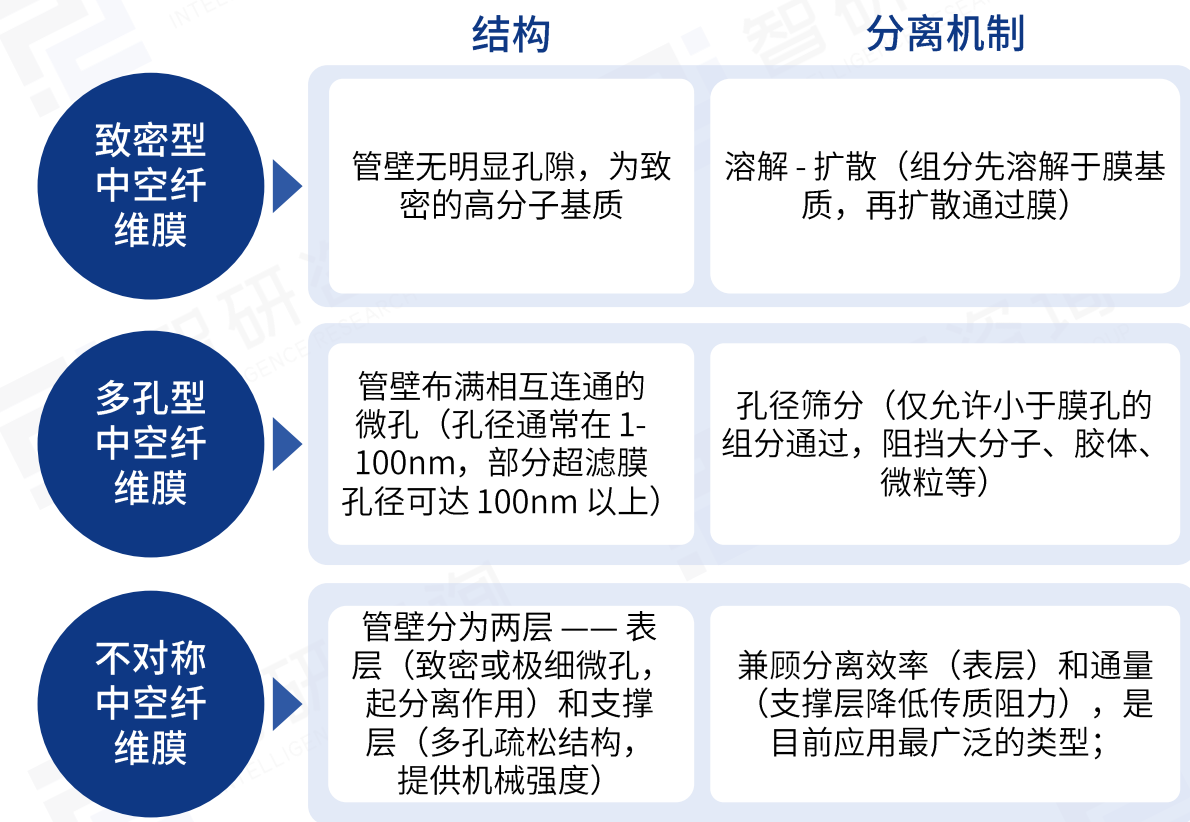 结构
分离机制
致密型
中空纤
维膜
管壁无明显孔隙，为致
密的高分子基质
溶解 - 扩散（组分先溶解于膜基
质，再扩散通过膜）
多孔型
中空纤
维膜
管壁布满相互连通的
微孔（孔径通常在 1-
100nm，部分超滤膜
孔径可达 100nm 以上）
孔径筛分（仅允许小于膜孔的
组分通过，阻挡大分子、胶体、
微粒等）
不对称
中空纤
维膜
管壁分为两层 —— 表
层（致密或极细微孔，
起分离作用）和支撑
层（多孔疏松结构，
提供机械强度）
兼顾分离效率（表层）和通量
（支撑层降低传质阻力），是
目前应用最广泛的类型；